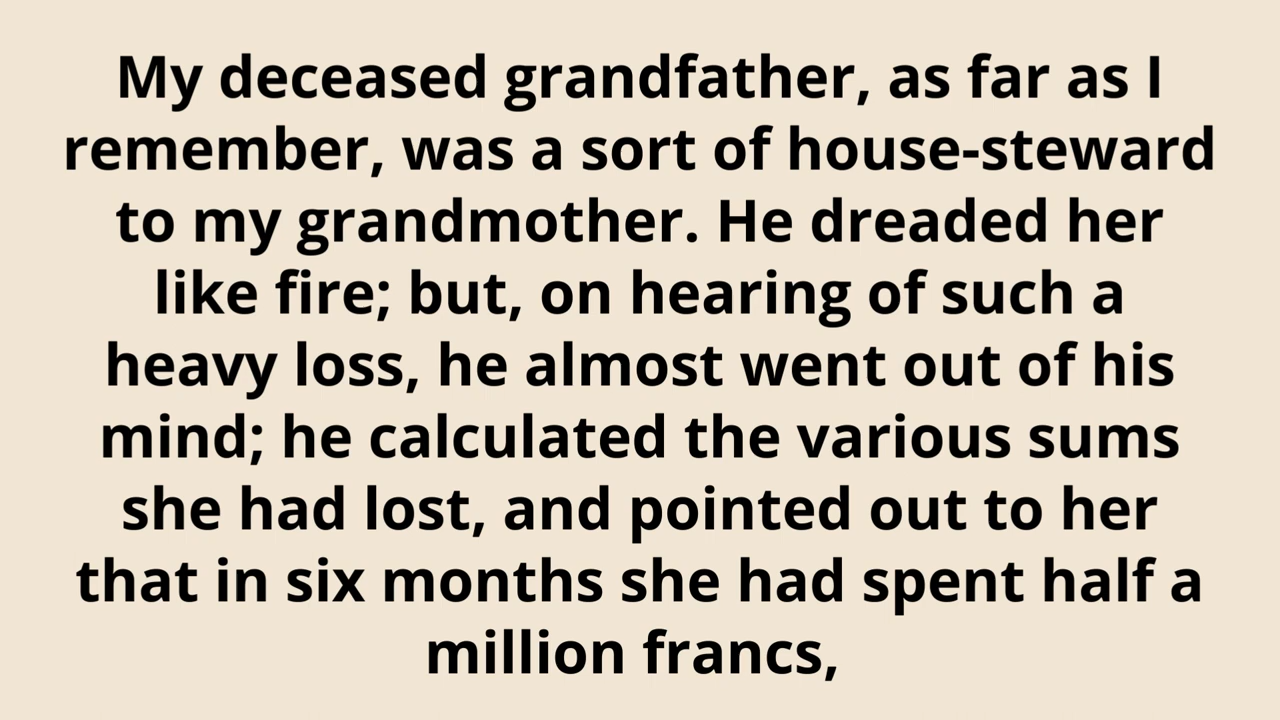 My deceased grandfather, as far as I
remember, was a sort of house-steward
to my grandmother. He dreaded her
like fire; but, on hearing of such a
heavy loss, he almost went out of his
mind; he calculated the various sums
she had lost, and pointed out to her
that in six months she had spent half a
million francs,